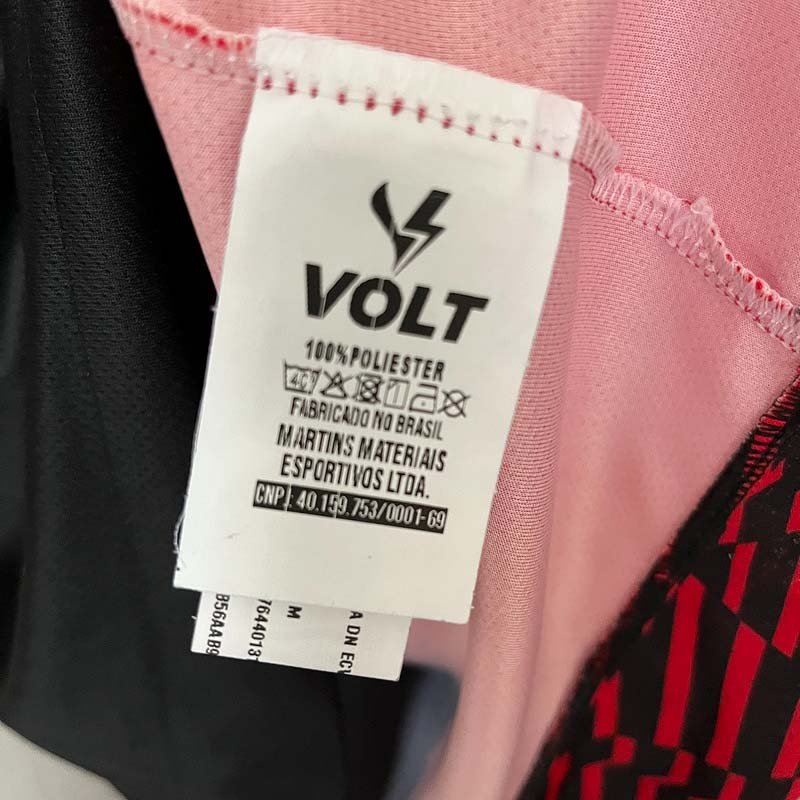 VOLT
100%POLIESTER
FABRICADO NO BRASIL
MARTINS MATERIAIS
ESPORTIVOS LTDA.
CNPJ: 40.159.753/0001-69
M